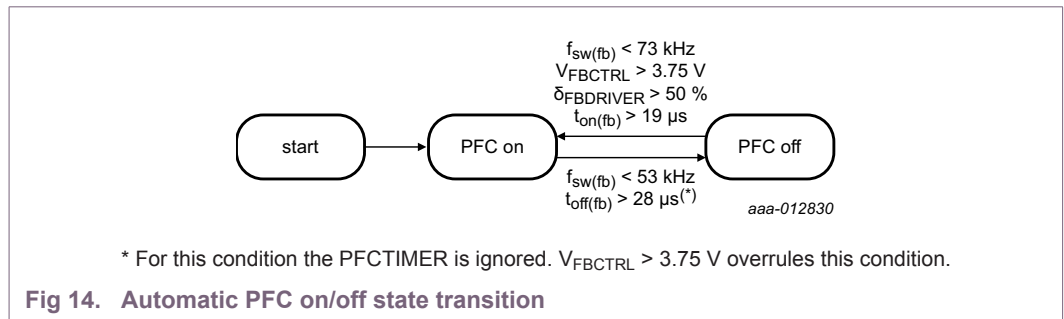 f_sw(fb) < 73 kHz
V_FBCTRL > 3.75 V
δ_FBDRIVER > 50 %
t_on(fb) > 19 µs
start
PFC on
PFC off
f_sw(fb) < 53 kHz
t_off(fb) > 28 µs(*)
aaa-012830
* For this condition the PFCTIMER is ignored. V_FBCTRL > 3.75 V overrules this condition.
Fig 14. Automatic PFC on/off state transition